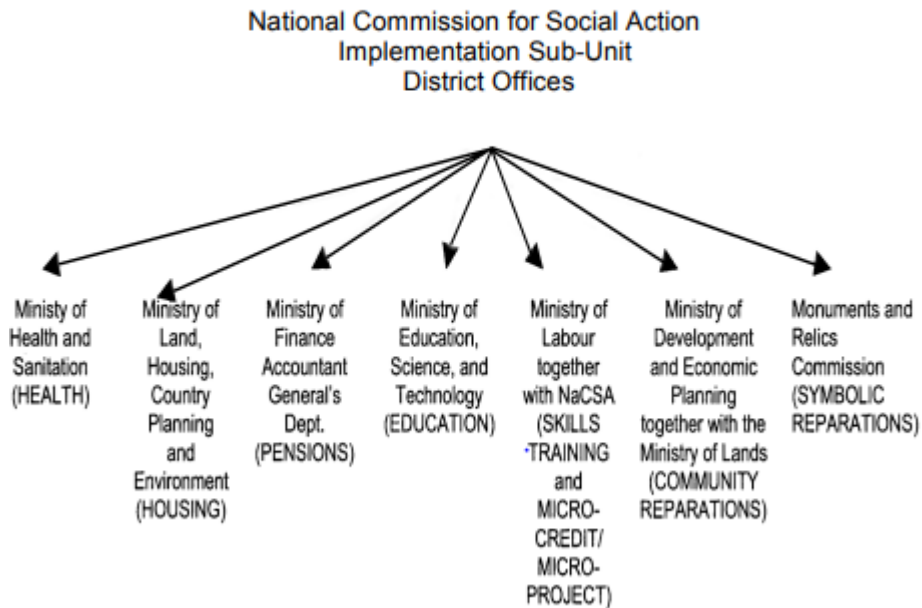 National Commission for Social Action
Implementation Sub-Unit
District Offices
Ministy of
Health and
Sanitation
(HEALTH)
Ministry of
Land,
Housing,
Country
Planning
and
Environment
(HOUSING)
Ministry of
Finance
Accountant
General's
Dept.
(PENSIONS)
Ministry of
Education,
Science, and
Technology
(EDUCATION)
Ministry of
Labour
together
with NaCSA
(SKILLS
TRAINING
and
MICRO-
CREDIT/
MICRO-
PROJECT)
Ministry of
Development
and Economic
Planning
together with the
Ministry of Lands
(COMMUNITY
REPARATIONS)
Monuments and
Relics
Commission
(SYMBOLIC
REPARATIONS)